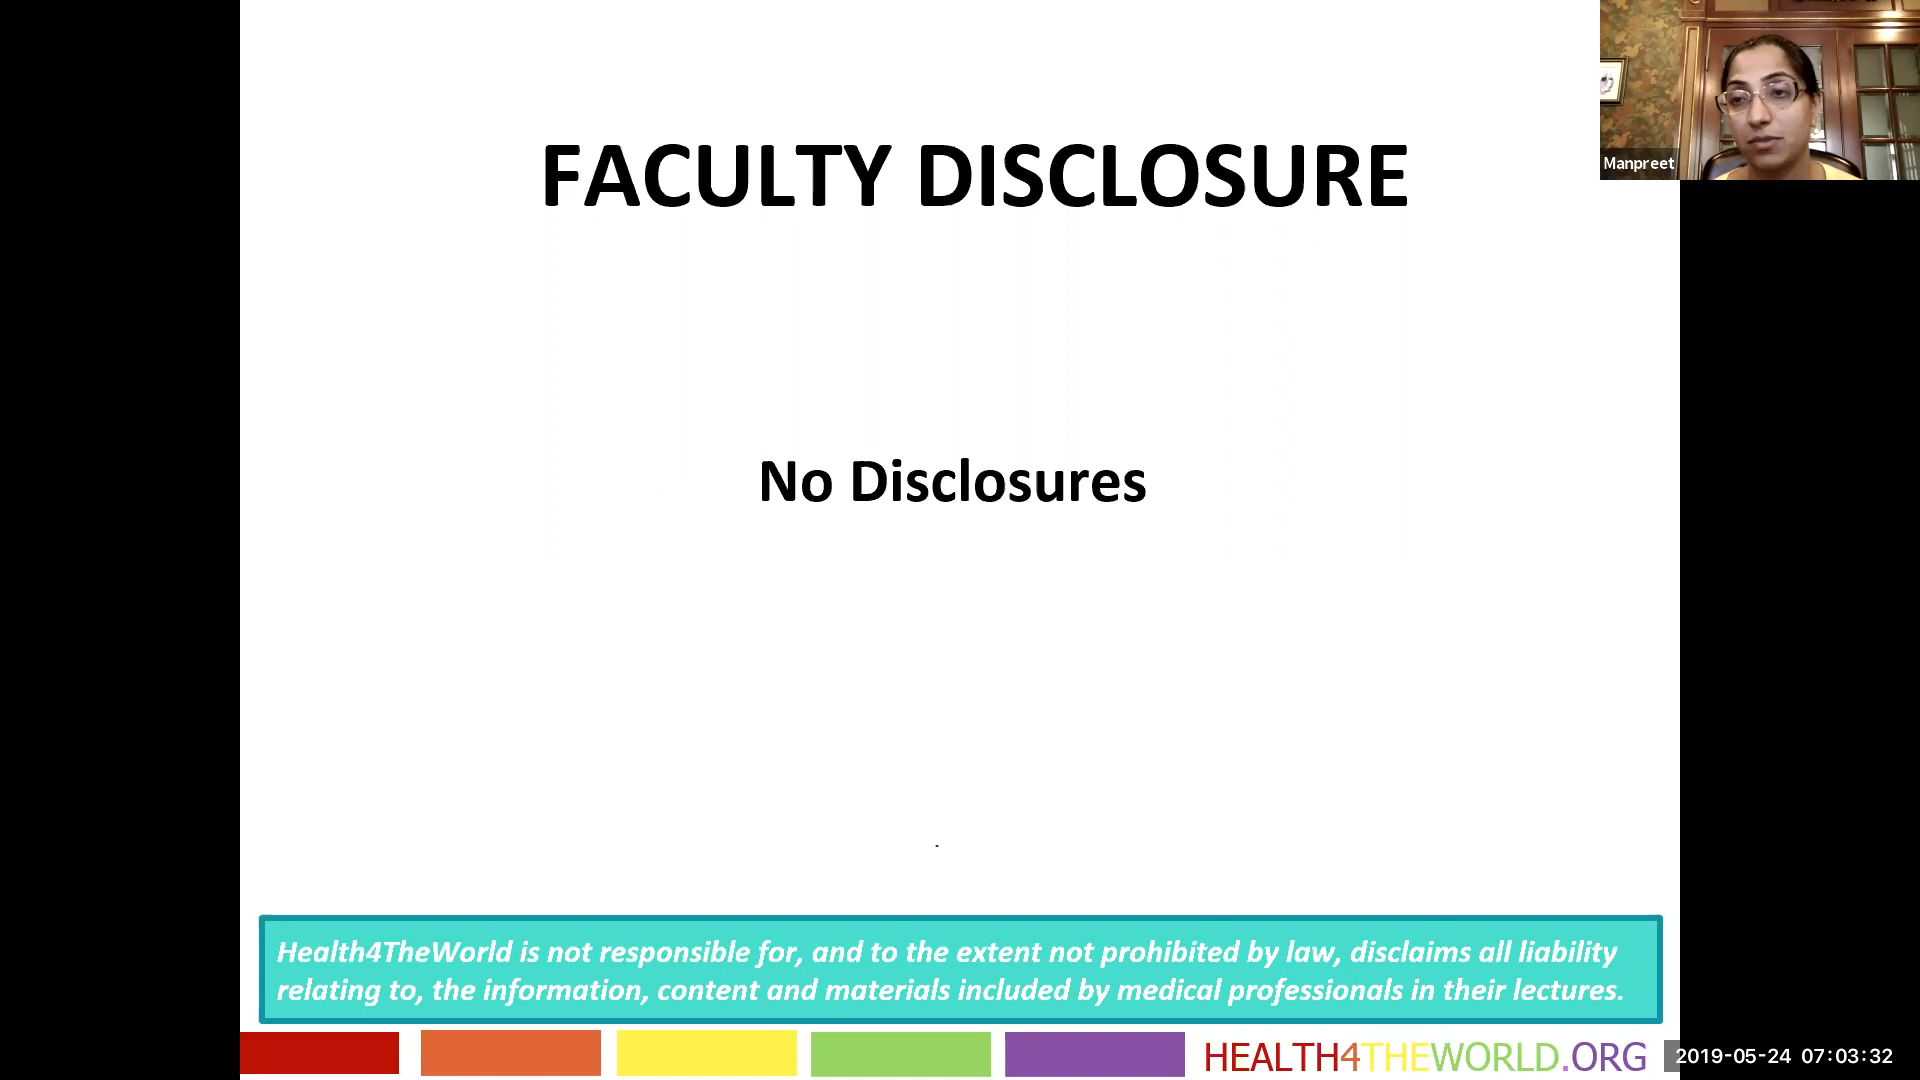 FACULTY DISCLOSURE
Manpreet
No Disclosures
Health4TheWorld is not responsible for, and to the extent not prohibited by law, disclaims all liability
relating to, the information, content and materials included by medical professionals in their lectures.
HEALTH4THEWORLD.ORG
2019-05-24 07:03:32